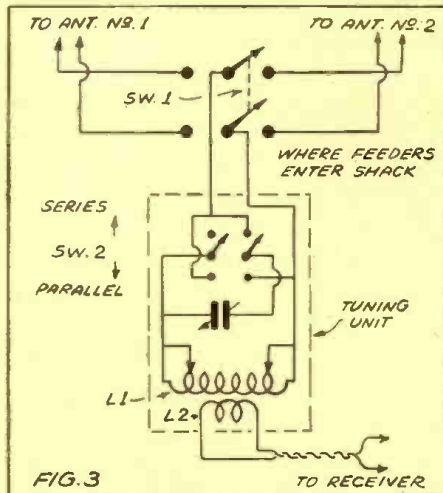 TO ANT. Nº.1
TO ANT. Nº.2
SW.1
WHERE FEEDERS
ENTER SHACK
SERIES
SW.2
PARALLEL
TUNING
UNIT
L1
L2
FIG.3
TO RECEIVER